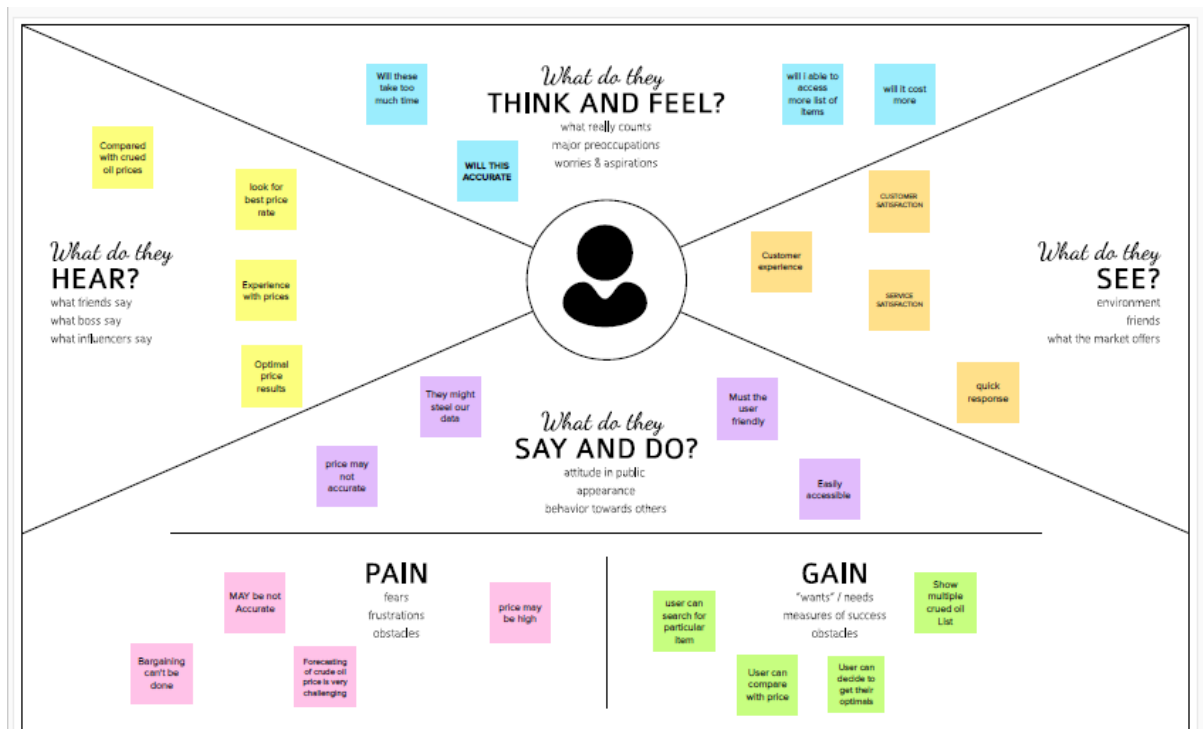 What do they
THINK AND FEEL?
what really counts
major preoccupations
worries & aspirations
Will these
take too
much time
WILL THIS
ACCURATE
will i able to
access
more list of
items
will it cost
more
What do they
HEAR?
what friends say
what boss say
what influencers say
Compared
with crued
oil prices
look for
best price
rate
Experience
with prices
Optimal
price
results
What do they
SEE?
environment
friends
what the market offers
CUSTOMER
SATISFACTION
Customer
experience
SERVICE
SATISFACTION
quick
response
What do they
SAY AND DO?
attitude in public
appearance
behavior towards others
They might
steel our
data
price may
not
accurate
Must the
user
friendly
Easily
accessible
PAIN
fears
frustrations
obstacles
MAY be not
Accurate
price may
be high
Bargaining
can't be
done
Forecasting
of crude oil
price is very
challenging
GAIN
"wants" / needs
measures of success
obstacles
user can
search for
particular
item
Show
multiple
crued oil
List
User can
compare
with price
User can
decide to
get their
optimals